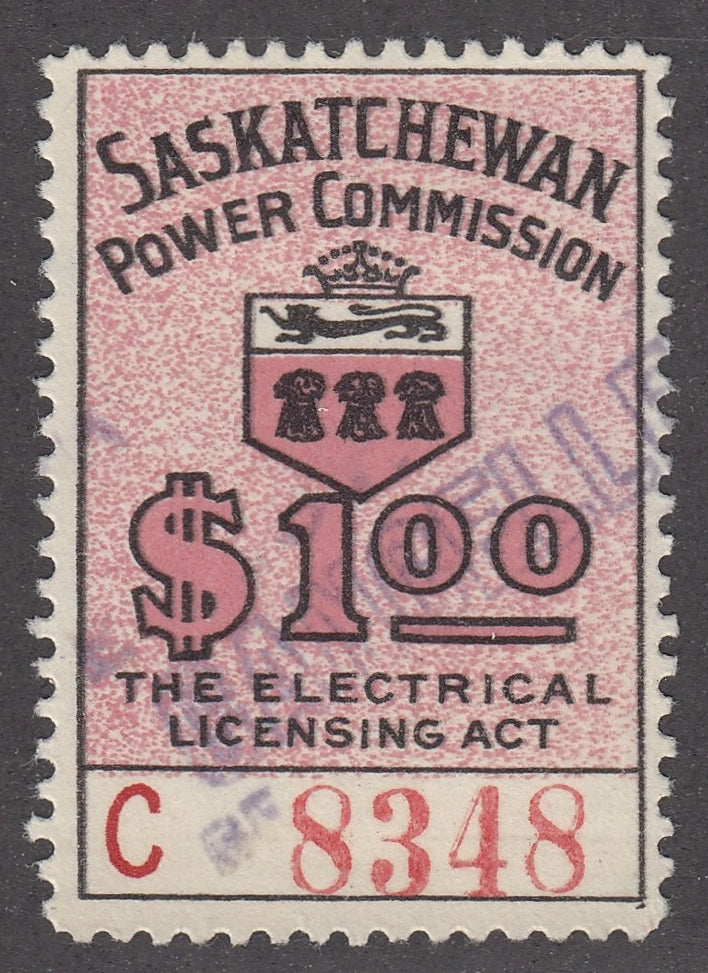 SASKATCHEWAN
POWER COMMISSION
$1.00
THE ELECTRICAL
LICENSING ACT
C 8348